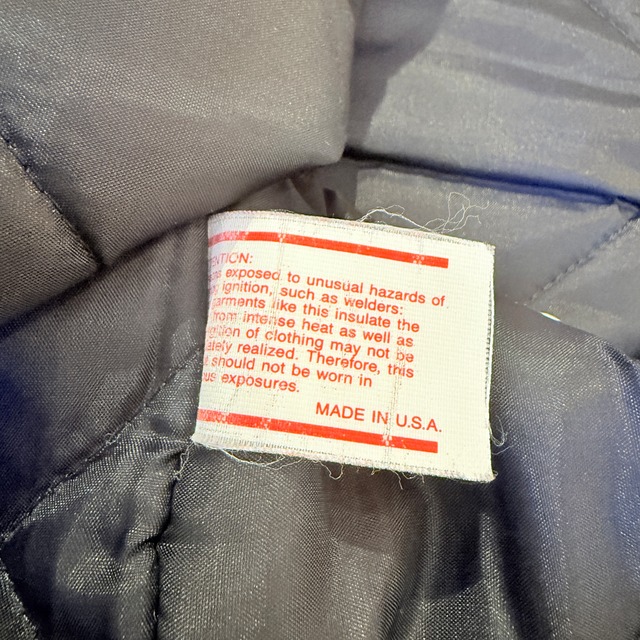 TENTION:
ns exposed to unusual hazards of
y ignition, such as welders:
garments like this insulate the
from intense heat as well as
ition of clothing may not be
ately realized. Therefore, this
t should not be worn in
us exposures.
MADE IN U.S.A.